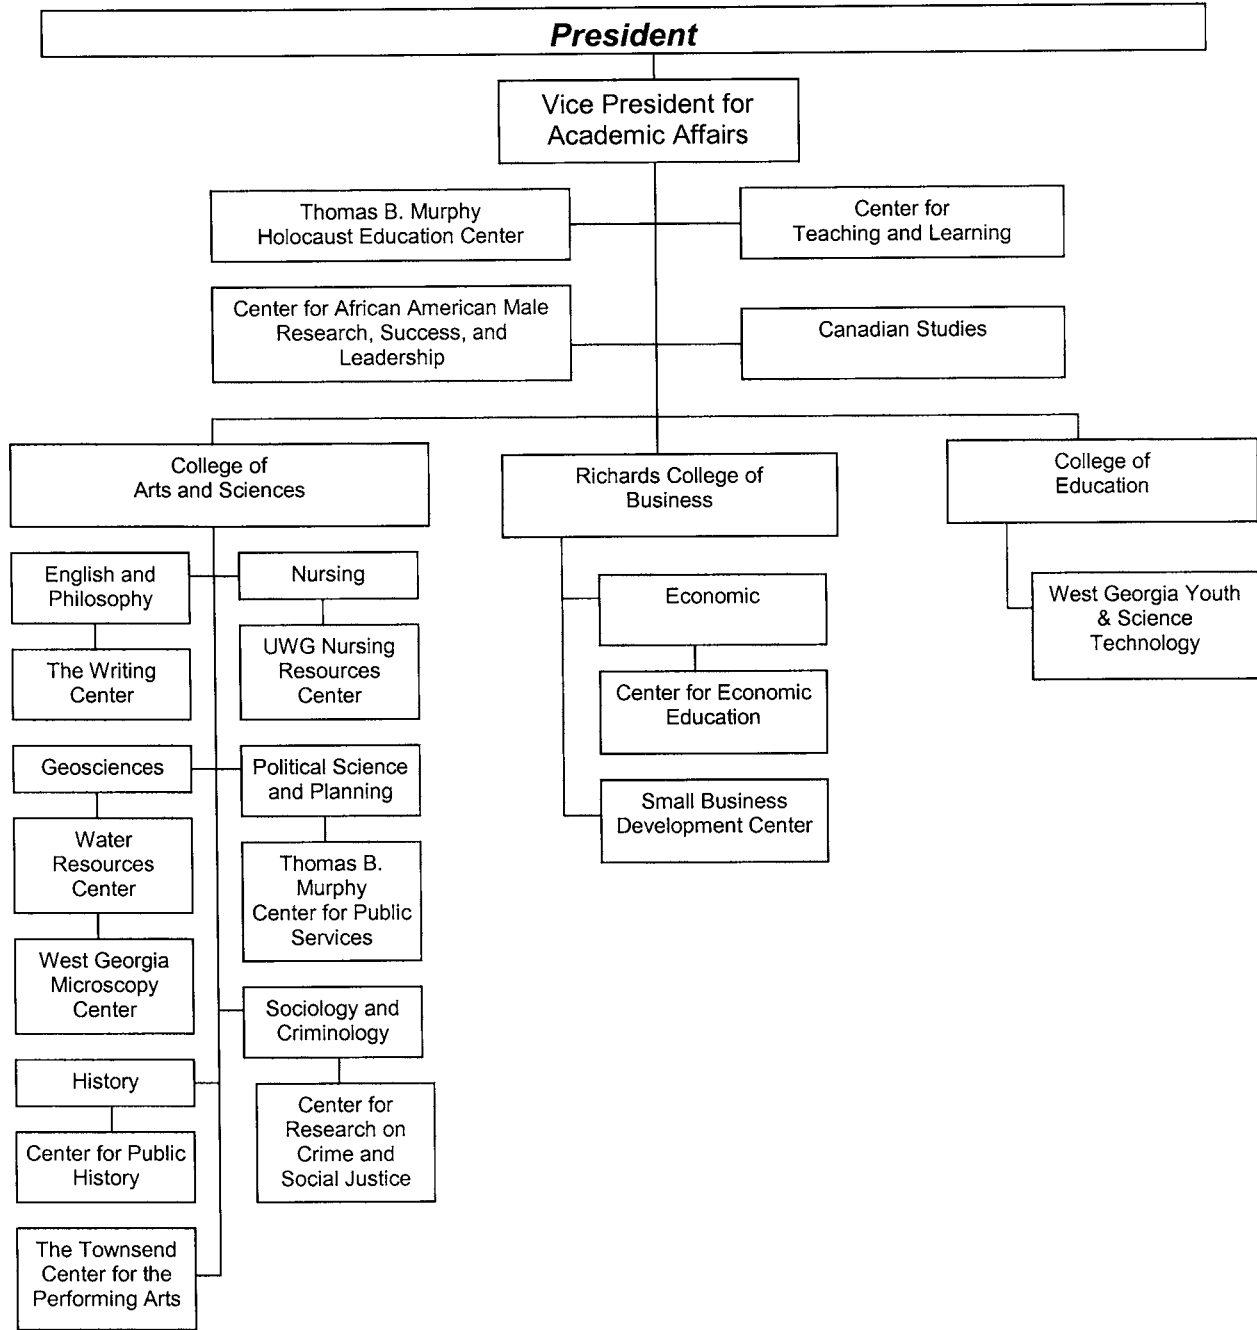 President
Vice President for
Academic Affairs
Thomas B. Murphy
Holocaust Education Center
Center for
Teaching and Learning
Center for African American Male
Research, Success, and
Leadership
Canadian Studies
College of
Arts and Sciences
Richards College of
Business
College of
Education
English and
Philosophy
The Writing
Center
Nursing
UWG Nursing
Resources
Center
Geosciences
Water
Resources
Center
West Georgia
Microscopy
Center
Political Science
and Planning
Thomas B.
Murphy
Center for Public
Services
Sociology and
Criminology
Center for
Research on
Crime and
Social Justice
History
Center for Public
History
The Townsend
Center for the
Performing Arts
Economic
Center for Economic
Education
Small Business
Development Center
West Georgia Youth
& Science
Technology